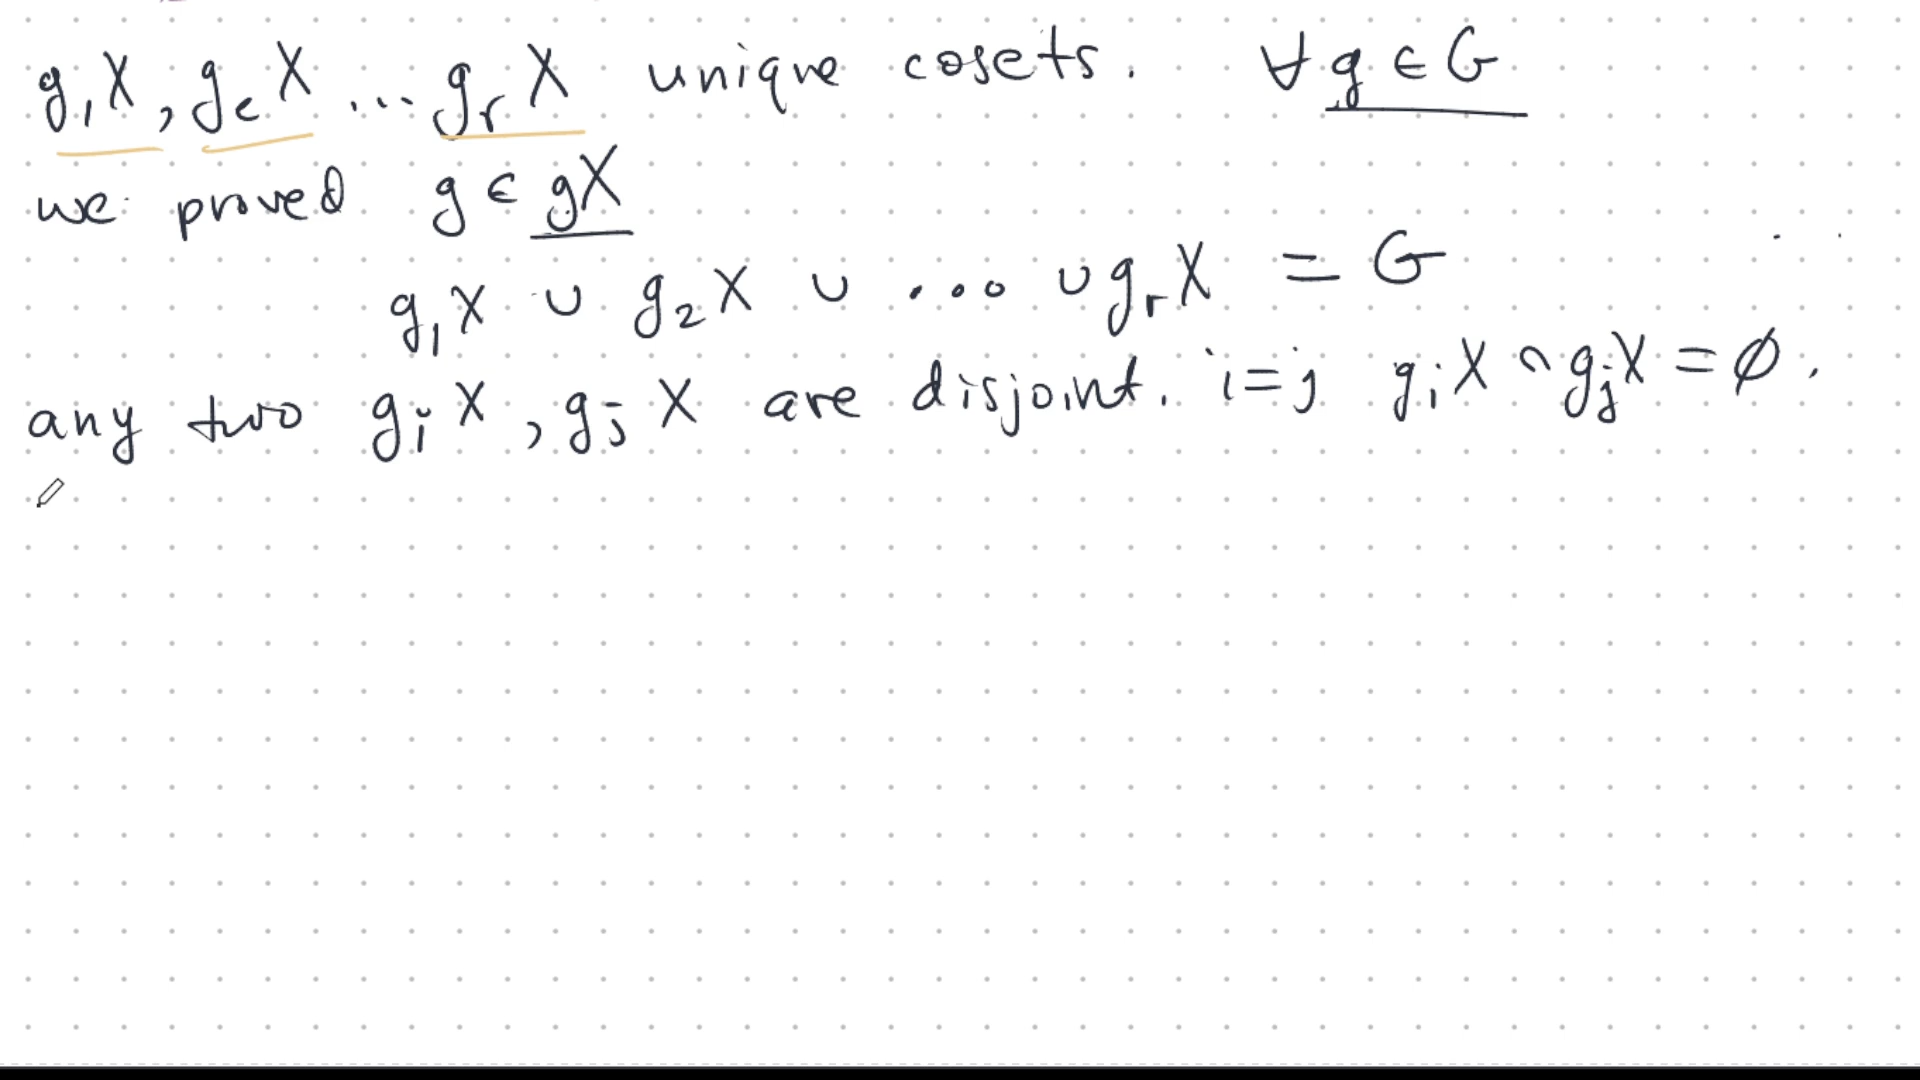 g₁X, g₂X ... gᵣX unique cosets. ∀g ∈ G
we proved g ∈ gX
g₁X ∪ g₂X ∪ ... ∪ gᵣX = G
any two gᵢX, gⱼX are disjoint. i=j gᵢX ∩ gⱼX = ∅.